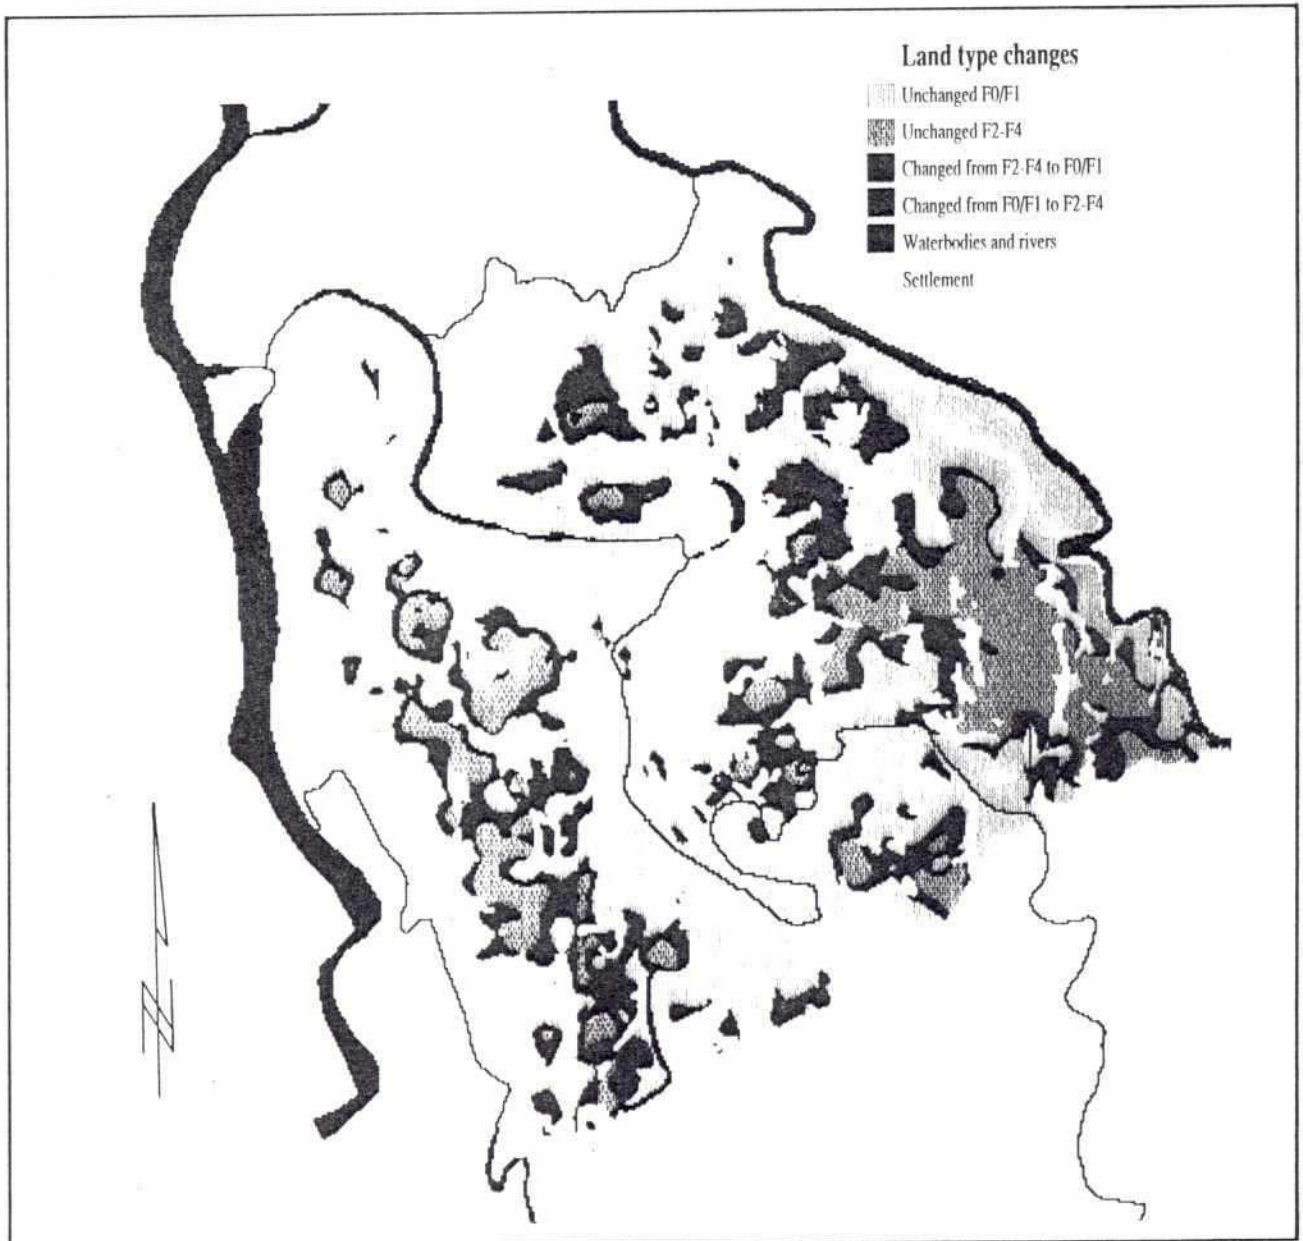 Land type changes
Unchanged F0/F1
Unchanged F2-F4
Changed from F2-F4 to F0/F1
Changed from F0/F1 to F2-F4
Waterbodies and rivers
Settlement